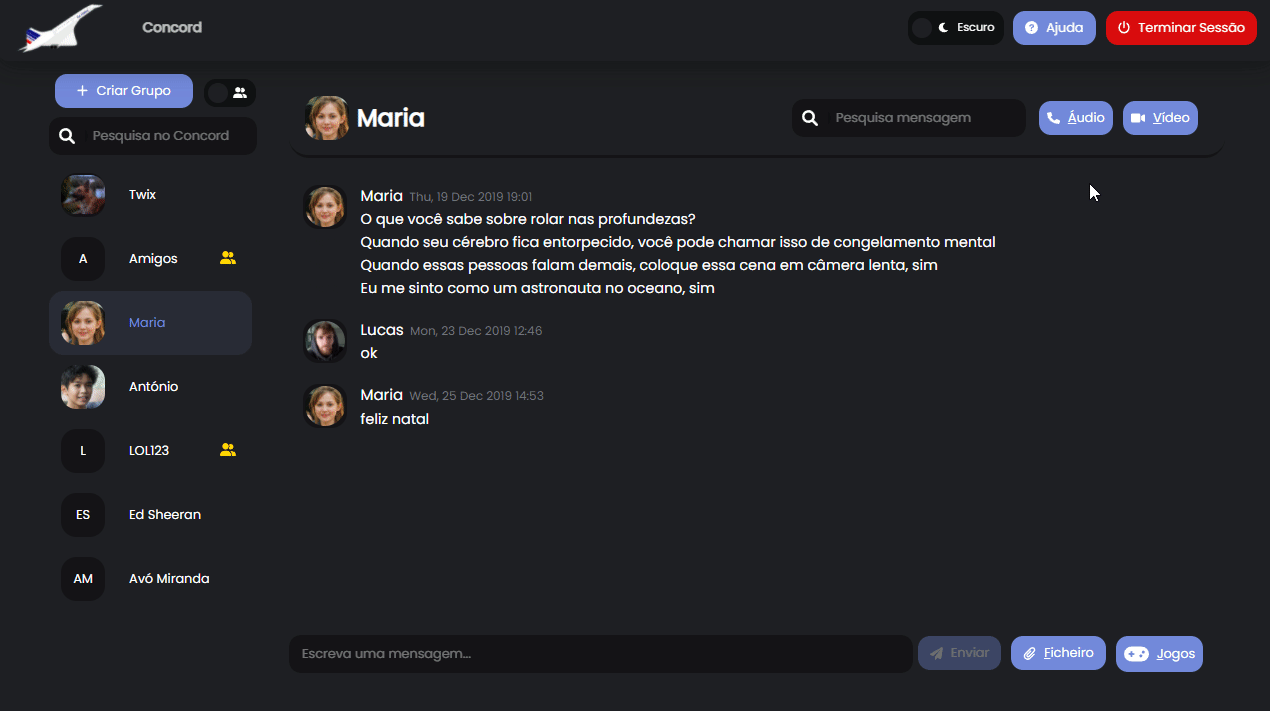 Concord
Escuro
Ajuda
Terminar Sessão
Criar Grupo
Pesquisa no Concord
Twix
A
Amigos
Maria
António
L
LOL123
ES
Ed Sheeran
AM
Avó Miranda
Maria
Pesquisa mensagem
Áudio
Vídeo
Maria Thu, 19 Dec 2019 19:01
O que você sabe sobre rolar nas profundezas?
Quando seu cérebro fica entorpecido, você pode chamar isso de congelamento mental
Quando essas pessoas falam demais, coloque essa cena em câmera lenta, sim
Eu me sinto como um astronauta no oceano, sim
Lucas Mon, 23 Dec 2019 12:46
ok
Maria Wed, 25 Dec 2019 14:53
feliz natal
Escreva uma mensagem...
Enviar
Ficheiro
Jogos